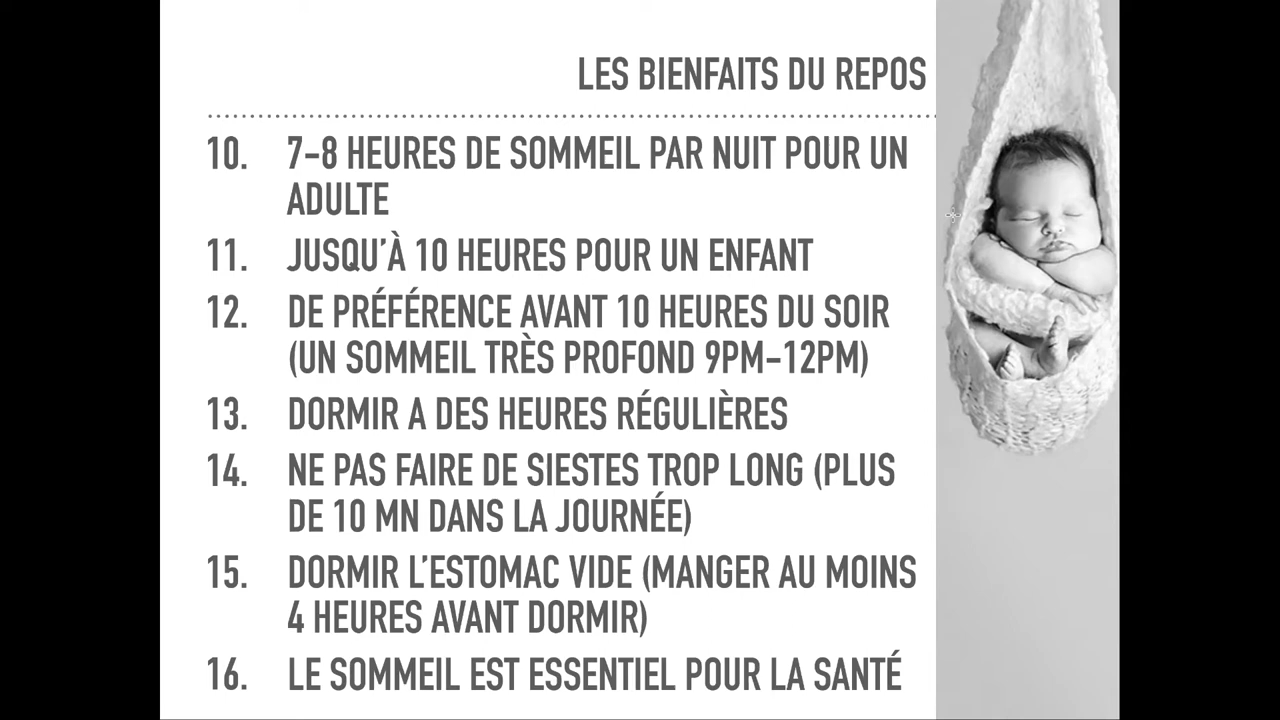 LES BIENFAITS DU REPOS
10. 7-8 HEURES DE SOMMEIL PAR NUIT POUR UN
ADULTE
11. JUSQU'À 10 HEURES POUR UN ENFANT
12. DE PRÉFÉRENCE AVANT 10 HEURES DU SOIR
(UN SOMMEIL TRÈS PROFOND 9PM-12PM)
13. DORMIR A DES HEURES RÉGULIÈRES
14. NE PAS FAIRE DE SIESTES TROP LONG (PLUS
DE 10 MN DANS LA JOURNÉE)
15. DORMIR L'ESTOMAC VIDE (MANGER AU MOINS
4 HEURES AVANT DORMIR)
16. LE SOMMEIL EST ESSENTIEL POUR LA SANTÉ